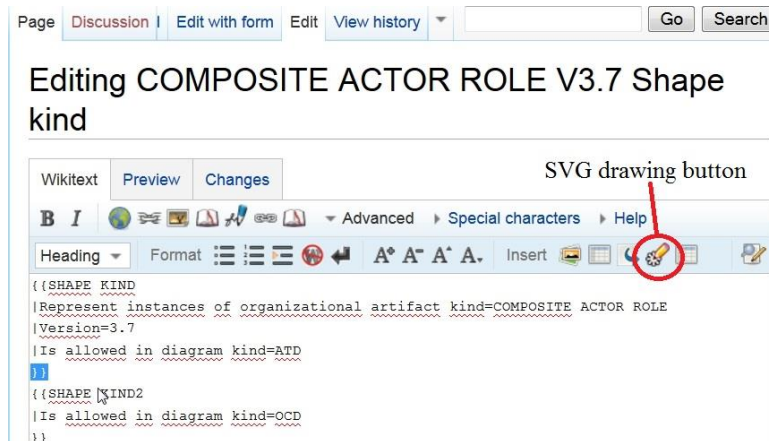 Page Discussion Edit with form Edit View history Go Search
Editing COMPOSITE ACTOR ROLE V3.7 Shape
kind
SVG drawing button
Wikitext Preview Changes
B I Advanced Special characters Help
Heading Format A A A A Insert
{{SHAPE KIND
|Represent instances of organizational artifact kind=COMPOSITE ACTOR ROLE
|Version=3.7
|Is allowed in diagram kind=ATD
}}
{{SHAPE KIND2
|Is allowed in diagram kind=OCD
}}